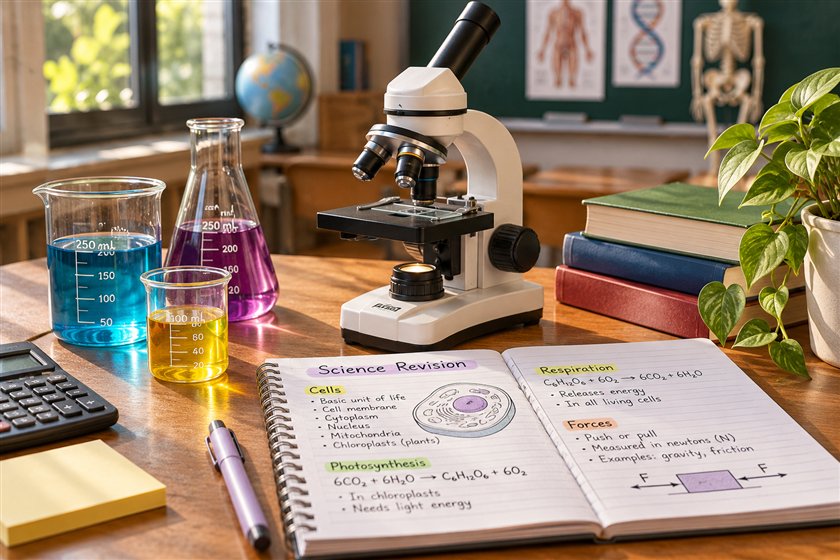 250 mL
200
150
100
50
250 mL
200
100 mL
80
60
40
20
Science Revision
Cells
• Basic unit of life
• Cell membrane
• Cytoplasm
• Nucleus
• Mitochondria
• Chloroplasts (plants)
Photosynthesis
6CO₂ + 6H₂O → C₆H₁₂O₆ + 6O₂
• In chloroplasts
• Needs light energy
Respiration
C₆H₁₂O₆ + 6O₂ → 6CO₂ + 6H₂O
• Releases energy
• In all living cells
Forces
• Push or pull
• Measured in newtons (N)
• Examples: gravity, friction
F F